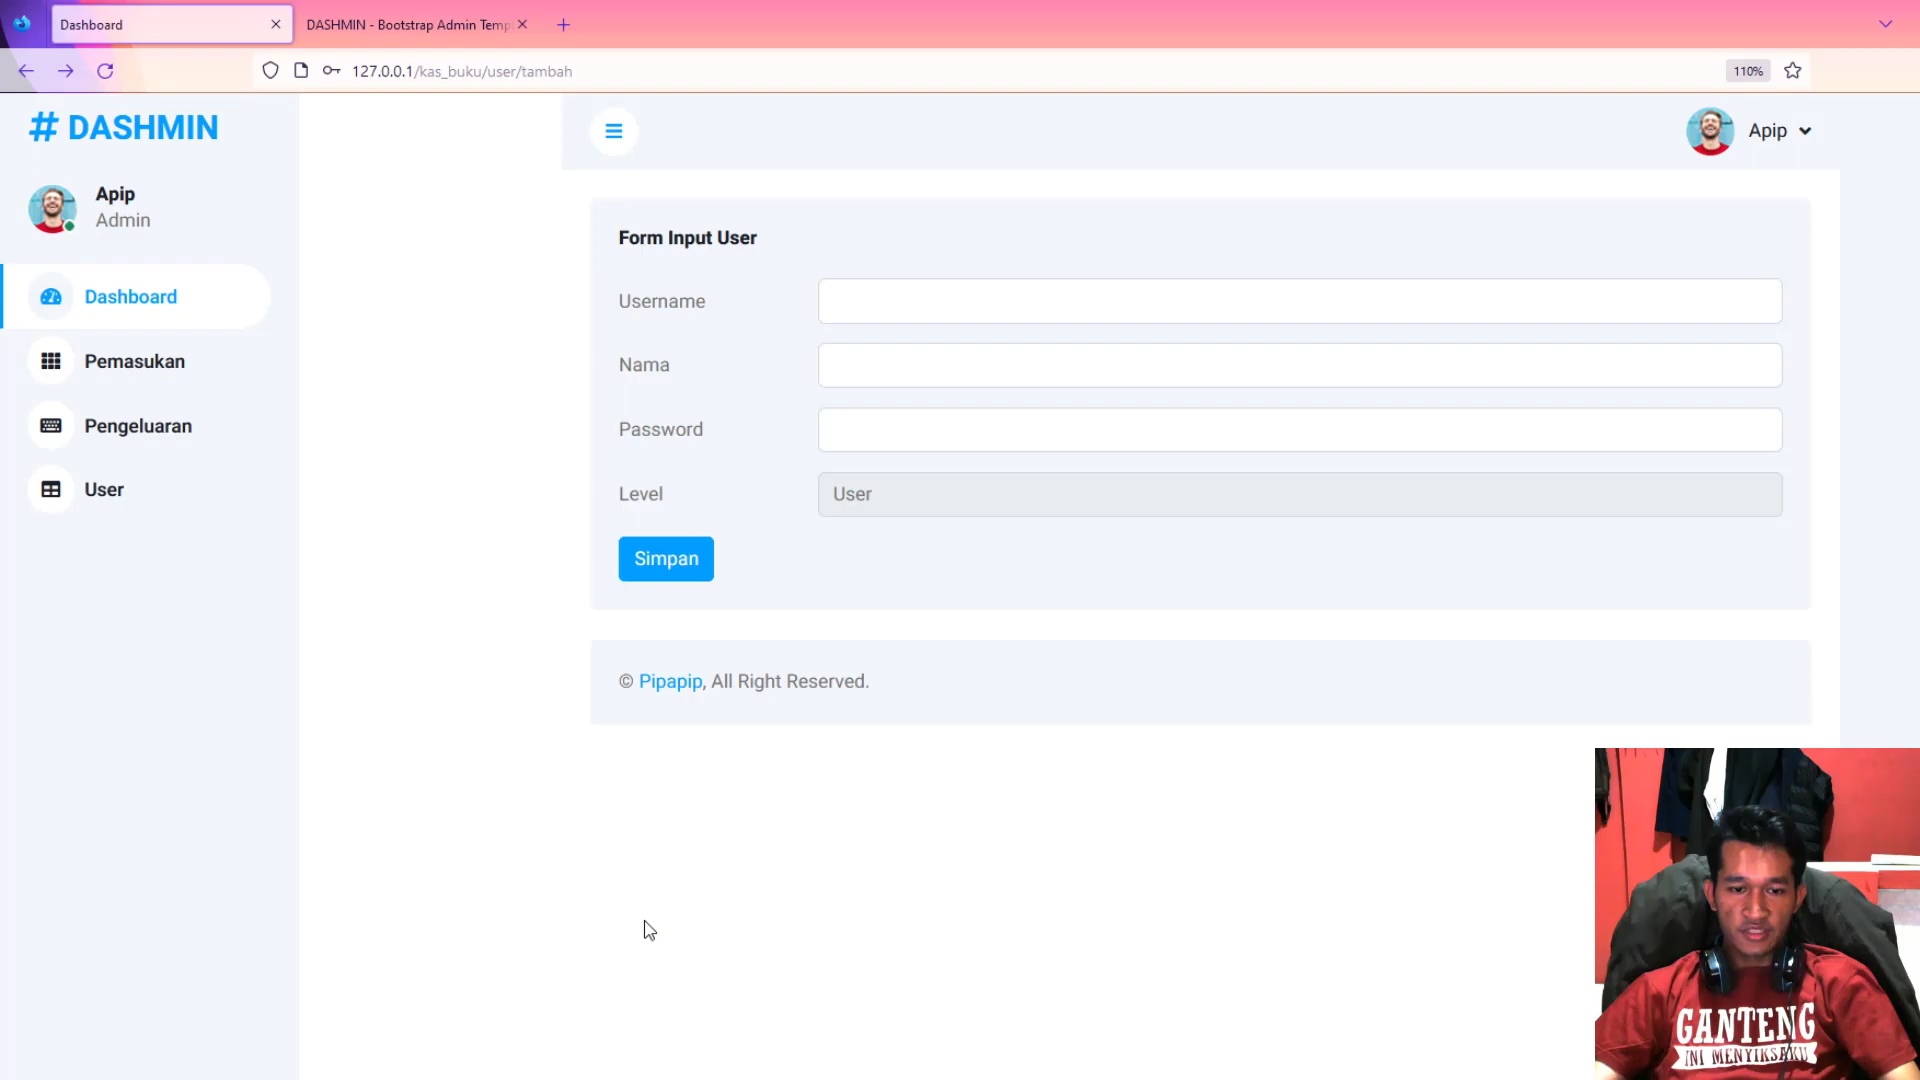 Dashboard
DASHMIN - Bootstrap Admin Temp
127.0.0.1/kas_buku/user/tambah
110%
# DASHMIN
Apip
Admin
Dashboard
Pemasukan
Pengeluaran
User
Apip
Form Input User
Username
Nama
Password
Level
User
Simpan
© Pipapip, All Right Reserved.
GANTENG
INI MENYIKSAKU